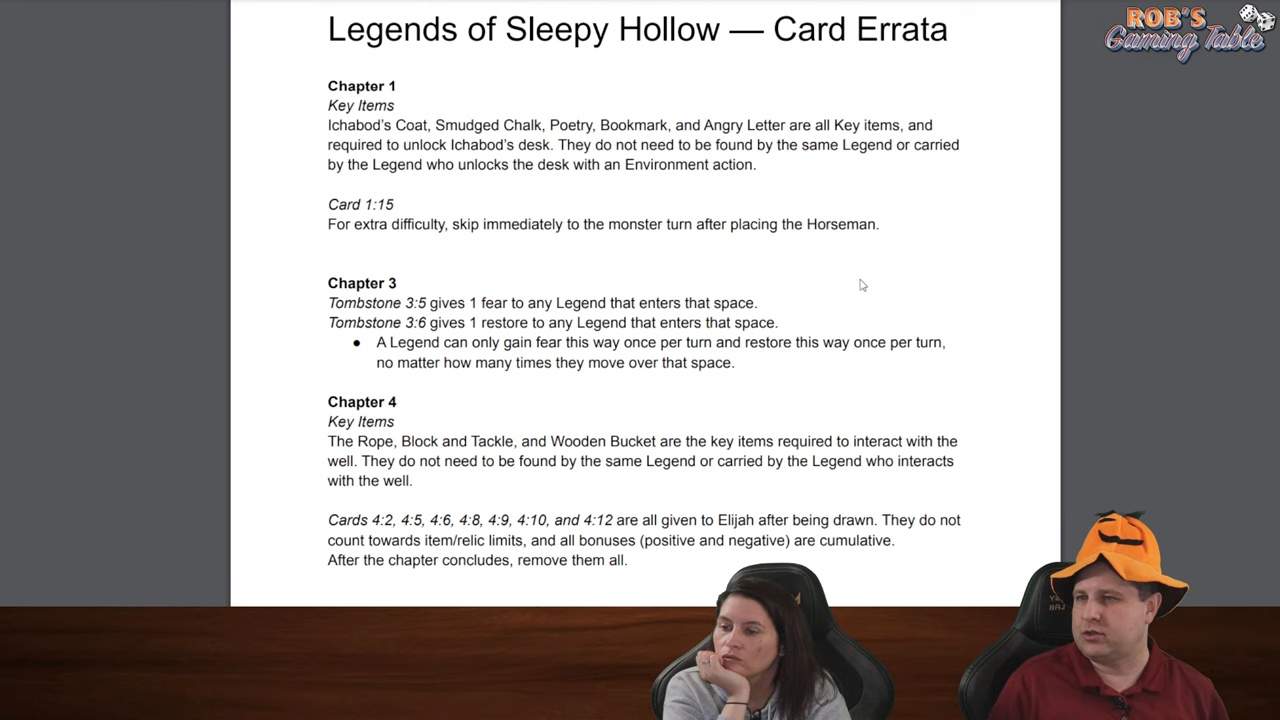 Legends of Sleepy Hollow — Card Errata
ROB'S
Gaming Table
Chapter 1
Key Items
Ichabod's Coat, Smudged Chalk, Poetry, Bookmark, and Angry Letter are all Key items, and
required to unlock Ichabod's desk. They do not need to be found by the same Legend or carried
by the Legend who unlocks the desk with an Environment action.
Card 1:15
For extra difficulty, skip immediately to the monster turn after placing the Horseman.
Chapter 3
Tombstone 3:5 gives 1 fear to any Legend that enters that space.
Tombstone 3:6 gives 1 restore to any Legend that enters that space.
● A Legend can only gain fear this way once per turn and restore this way once per turn,
no matter how many times they move over that space.
Chapter 4
Key Items
The Rope, Block and Tackle, and Wooden Bucket are the key items required to interact with the
well. They do not need to be found by the same Legend or carried by the Legend who interacts
with the well.
Cards 4:2, 4:5, 4:6, 4:8, 4:9, 4:10, and 4:12 are all given to Elijah after being drawn. They do not
count towards item/relic limits, and all bonuses (positive and negative) are cumulative.
After the chapter concludes, remove them all.